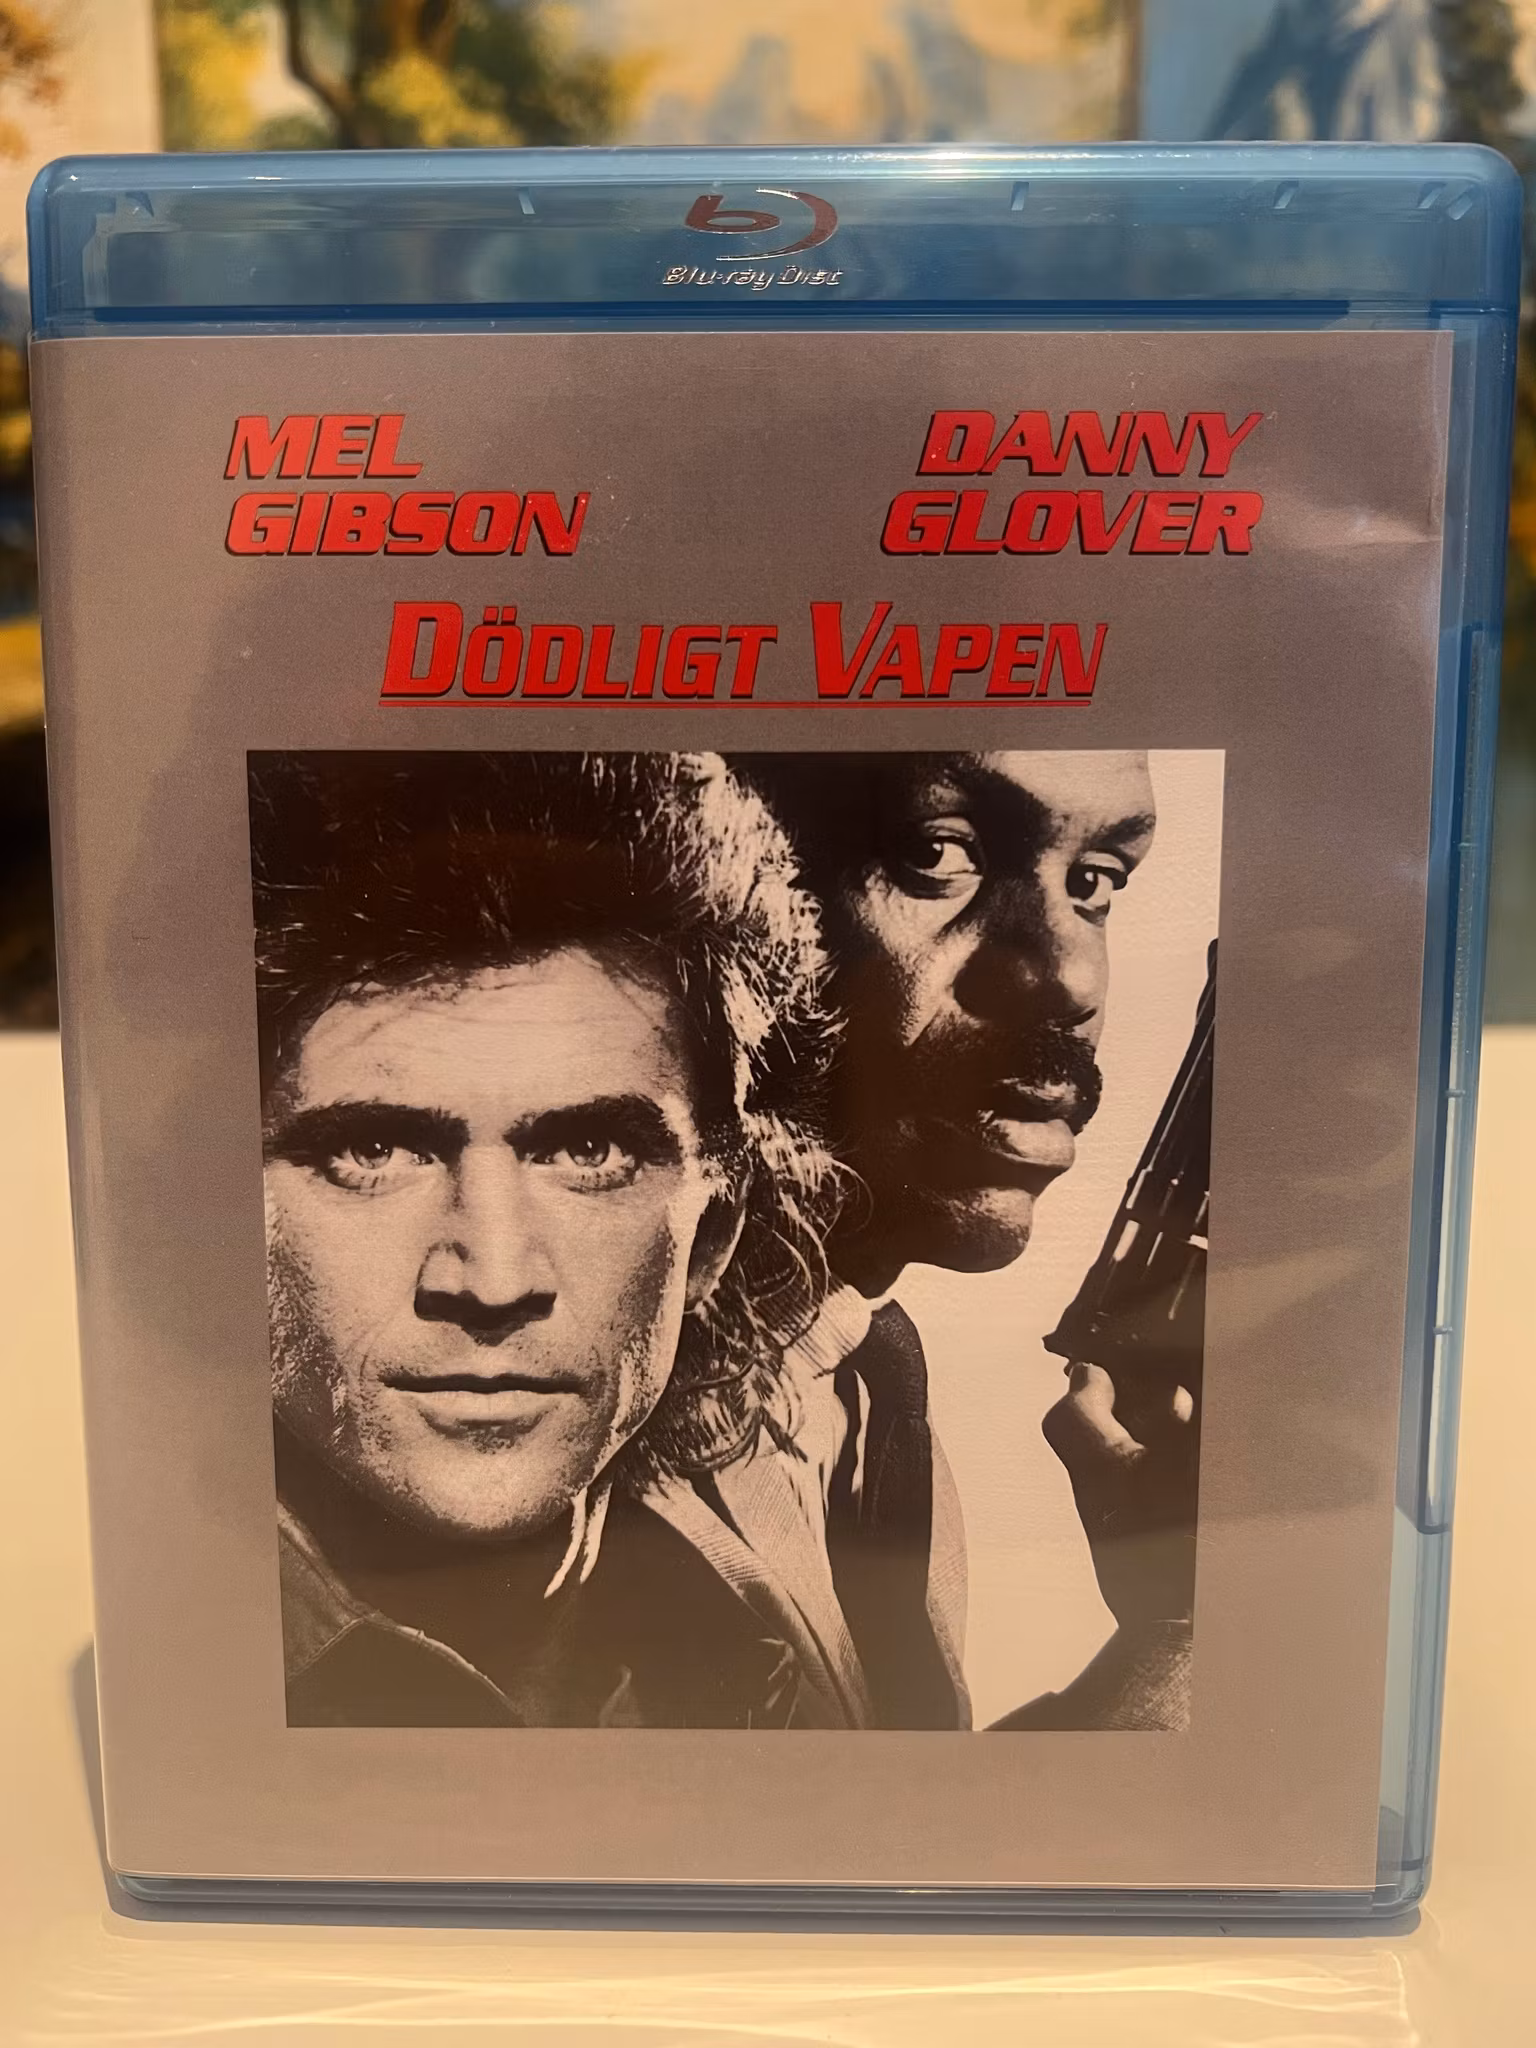 Blu-ray Disc
MEL
GIBSON
DANNY
GLOVER
DÖDLIGT VAPEN